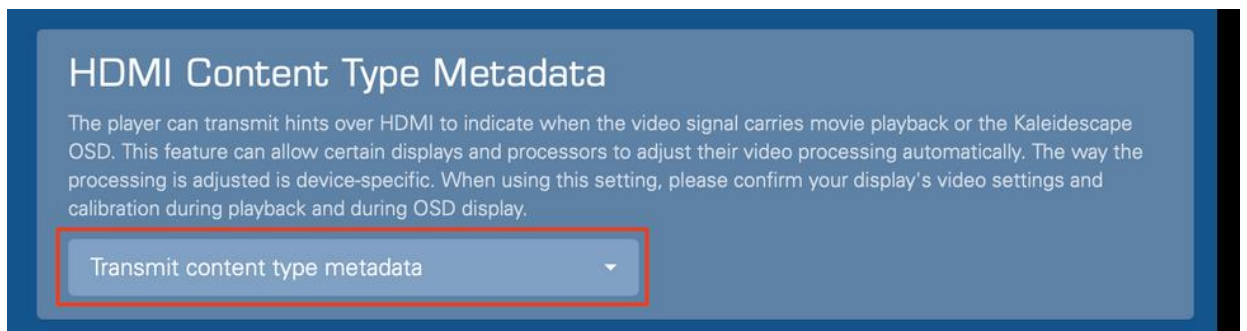 HDMI Content Type Metadata
The player can transmit hints over HDMI to indicate when the video signal carries movie playback or the Kaleidescape
OSD. This feature can allow certain displays and processors to adjust their video processing automatically. The way the
processing is adjusted is device-specific. When using this setting, please confirm your display's video settings and
calibration during playback and during OSD display.
Transmit content type metadata